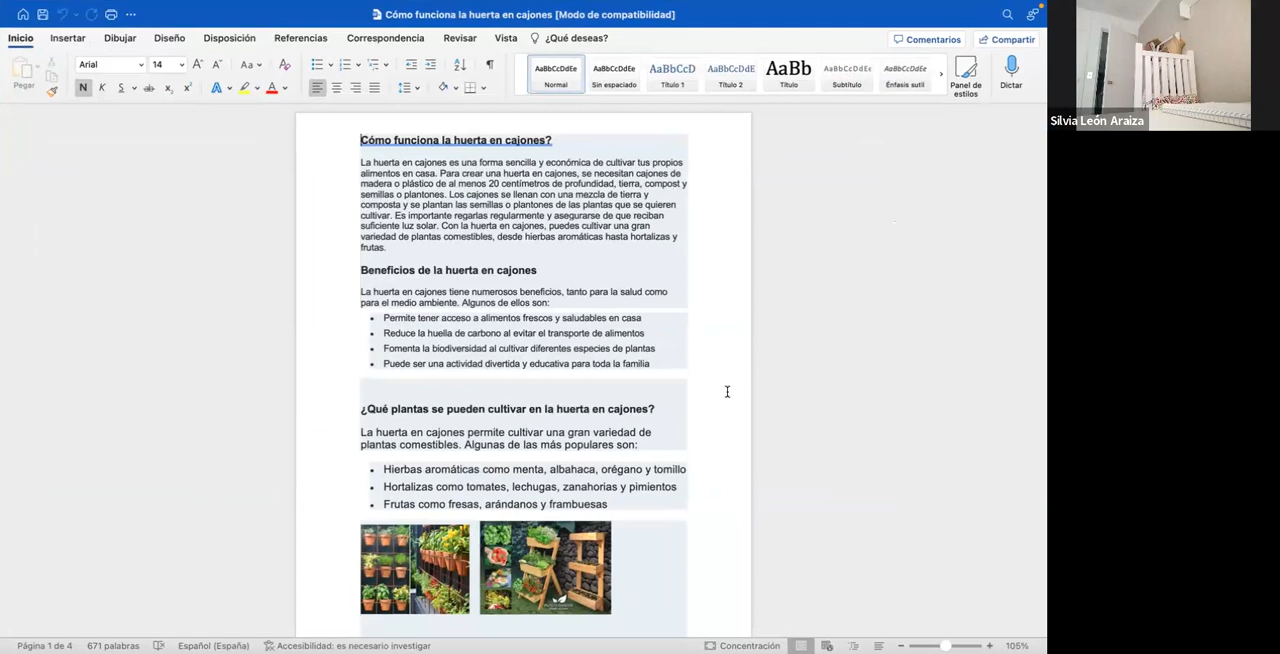 Cómo funciona la huerta en cajones [Modo de compatibilidad]
Inicio Insertar Dibujar Diseño Disposición Referencias Correspondencia Revisar Vista ¿Qué deseas? Comentarios Compartir
Pegar Arial 14 Aa
N K S ab x₂ x² A A
AaBbCcDdEe Normal
AaBbCcDdEe Sin espaciado
AaBbCcD Título 1
AaBbCcDdE Título 2
AaBb Título
AaBbCcDdEe Subtítulo
AaBbCcDdEe Énfasis sutil
Panel de estilos
Dictar
Silvia León Araiza
Cómo funciona la huerta en cajones?
La huerta en cajones es una forma sencilla y económica de cultivar tus propios
alimentos en casa. Para crear una huerta en cajones, se necesitan cajones de
madera o plástico de al menos 20 centímetros de profundidad, tierra, compost y
semillas o plantones. Los cajones se llenan con una mezcla de tierra y
composta y se plantan las semillas o plantones de las plantas que se quieren
cultivar. Es importante regarlas regularmente y asegurarse de que reciban
suficiente luz solar. Con la huerta en cajones, puedes cultivar una gran
variedad de plantas comestibles, desde hierbas aromáticas hasta hortalizas y
frutas.
Beneficios de la huerta en cajones
La huerta en cajones tiene numerosos beneficios, tanto para la salud como
para el medio ambiente. Algunos de ellos son:
• Permite tener acceso a alimentos frescos y saludables en casa
• Reduce la huella de carbono al evitar el transporte de alimentos
• Fomenta la biodiversidad al cultivar diferentes especies de plantas
• Puede ser una actividad divertida y educativa para toda la familia
¿Qué plantas se pueden cultivar en la huerta en cajones?
La huerta en cajones permite cultivar una gran variedad de
plantas comestibles. Algunas de las más populares son:
• Hierbas aromáticas como menta, albahaca, orégano y tomillo
• Hortalizas como tomates, lechugas, zanahorias y pimientos
• Frutas como fresas, arándanos y frambuesas
Página 1 de 4 671 palabras Español (España) Accesibilidad: es necesario investigar Concentración 105%